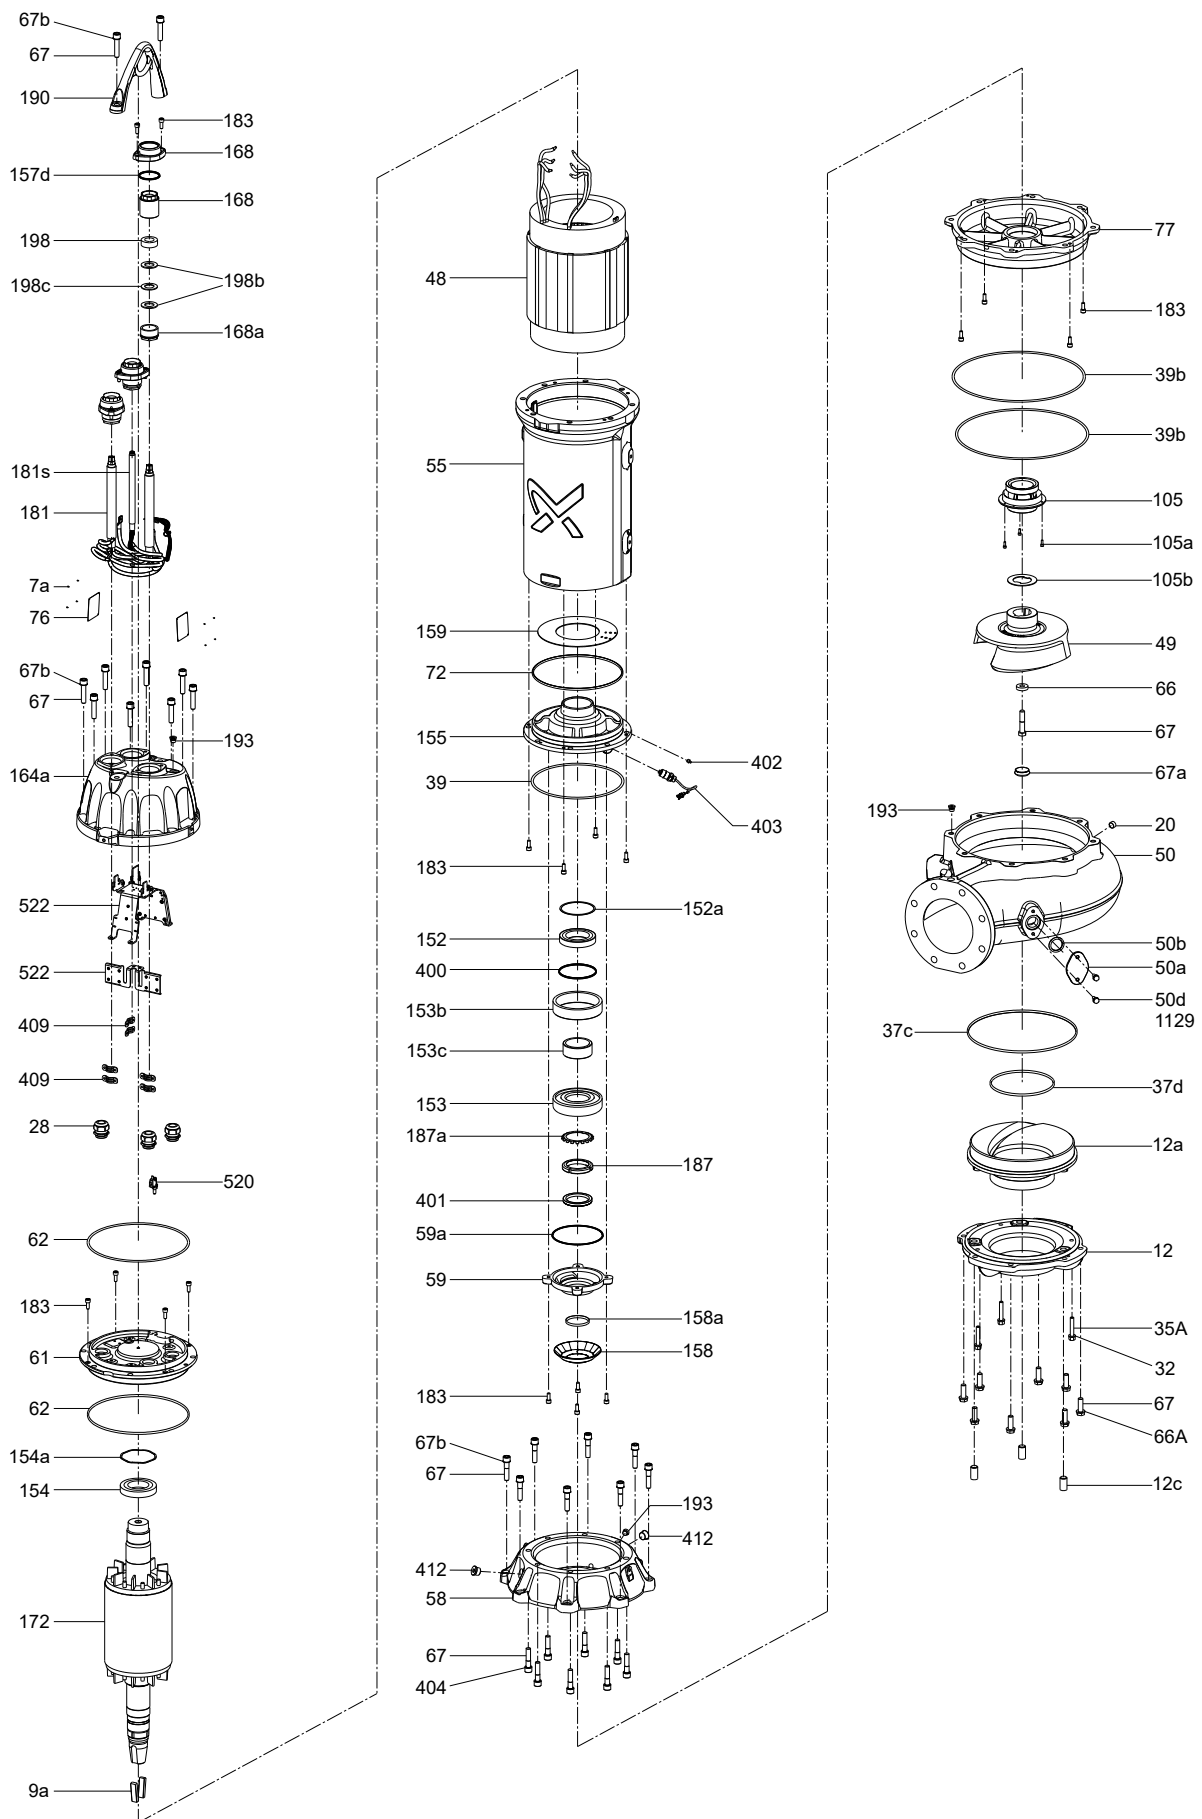 67b
67
190
183
168
157d
168
198
198b
198c
168a
181s
181
7a
76
67b
67
193
164a
522
522
409
409
28
520
62
183
61
62
154a
154
172
9a
48
55
159
72
155
402
39
403
183
152a
152
400
153b
153c
153
187a
187
401
59a
59
158a
158
183
67b
67
193
412
412
58
67
404
77
183
39b
39b
105
105a
105b
49
66
67
67a
193
20
50
50b
50a
50d
1129
37c
37d
12a
12
35A
32
67
66A
12c